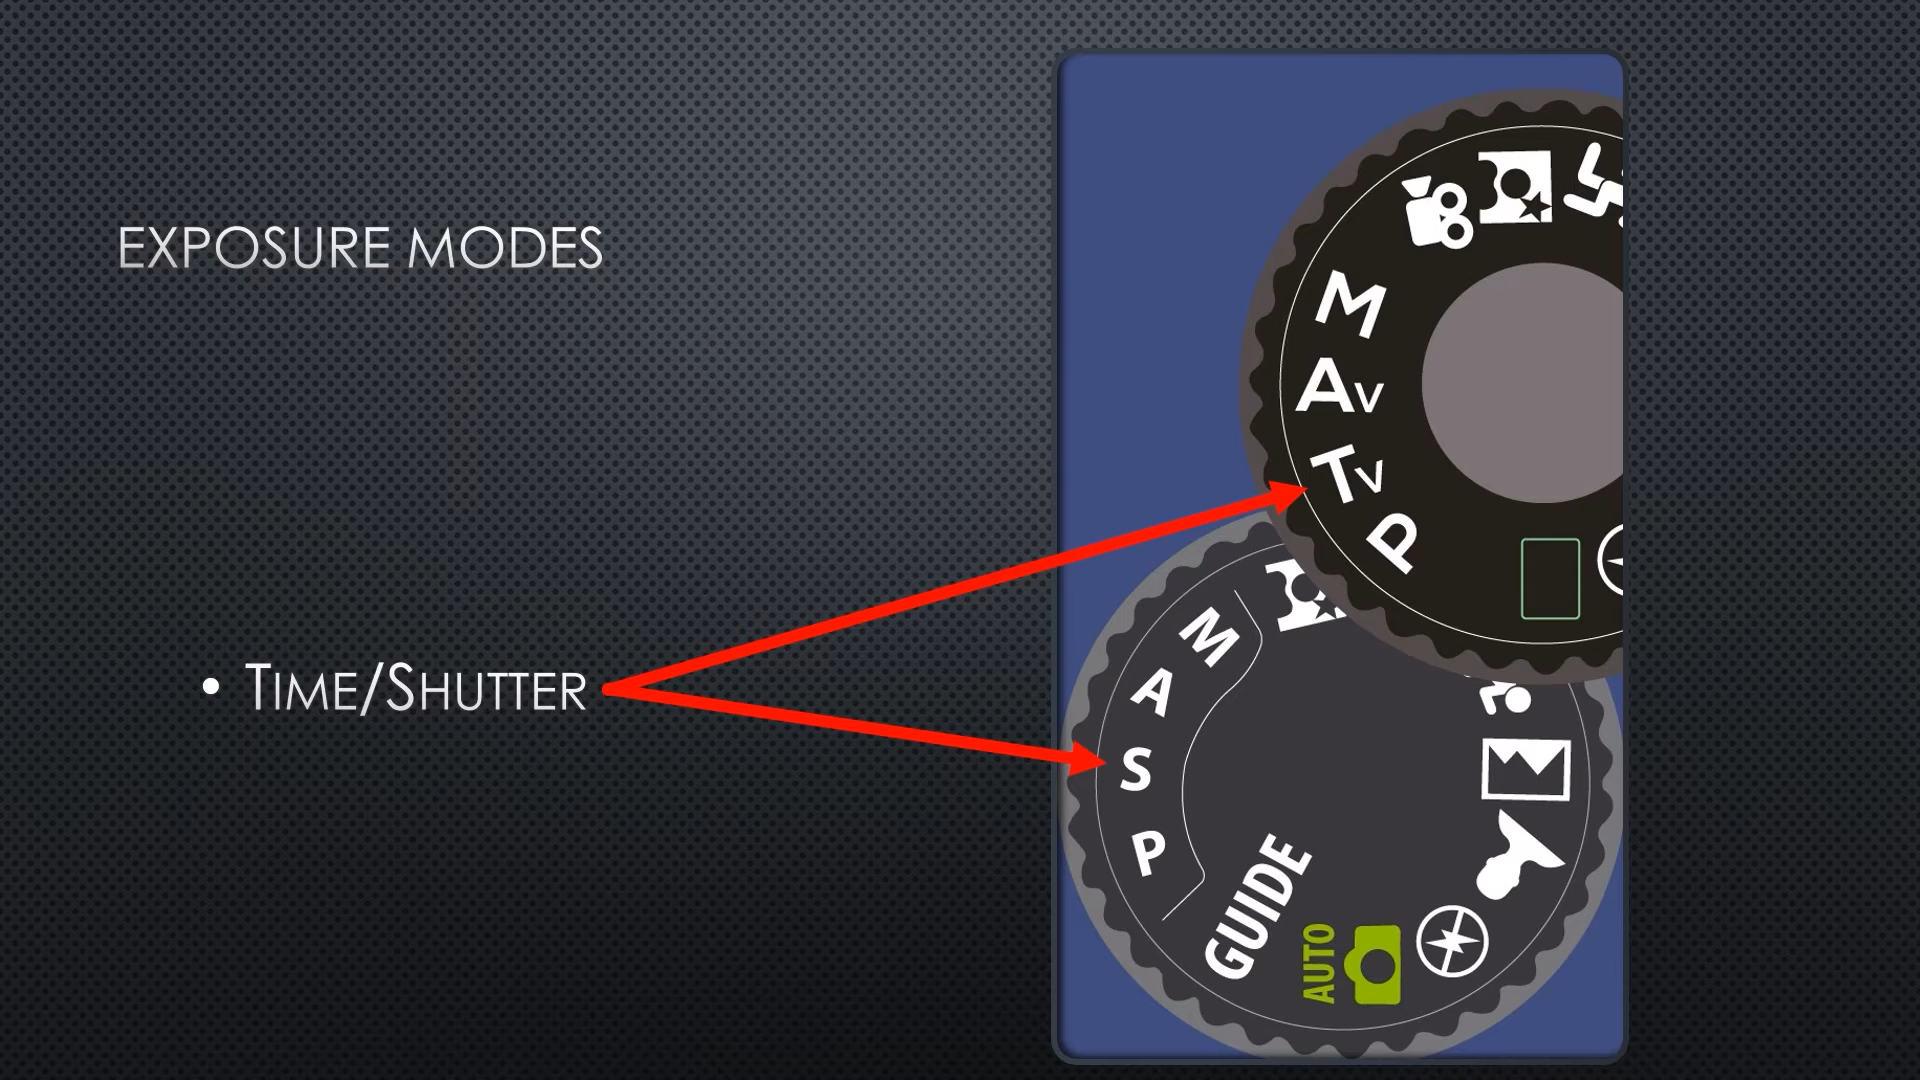 EXPOSURE MODES
• TIME/SHUTTER
M
Av
Tv
P
M
A
S
P
GUIDE
AUTO